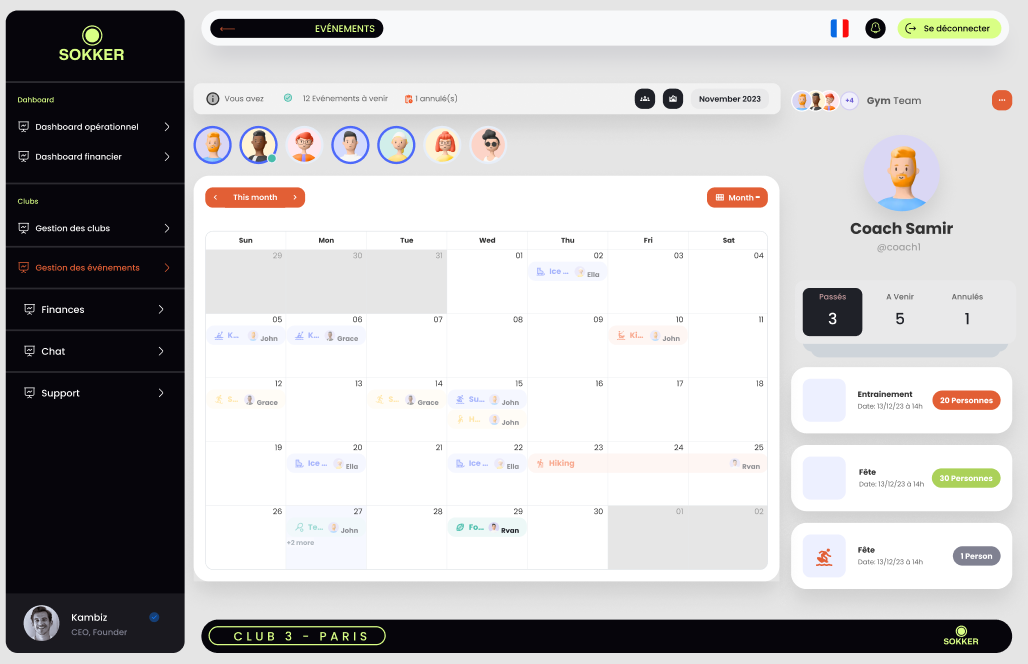 SOKKER
Dahboard
Dashboard opérationnel
Dashboard financier
Clubs
Gestion des clubs
Gestion des événements
Finances
Chat
Support
Kambiz
CEO, Founder
EVÉNEMENTS
Se déconnecter
Vous avez
12 Evénements à venir
1 annulé(s)
November 2023
This month
Month
Sun Mon Tue Wed Thu Fri Sat
29 30 31 01 02 03 04
Ice ... Ella
05 06 07 08 09 10 11
K... John K... Grace Ki... John
12 13 14 15 16 17 18
S... Grace S... Grace Su... John
H... John
19 20 21 22 23 24 25
Ice ... Ella Ice ... Ella Hiking Rvan
26 27 28 29 30 01 02
Te... John Fo... Rvan
+2 more
+4
Gym Team
Coach Samir
@coach1
Passés A Venir Annulés
3 5 1
Entrainement
Date: 13/12/23 à 14h
20 Personnes
Fête
Date: 13/12/23 à 14h
30 Personnes
Fête
Date: 13/12/23 à 14h
1 Person
CLUB 3 - PARIS
SOKKER